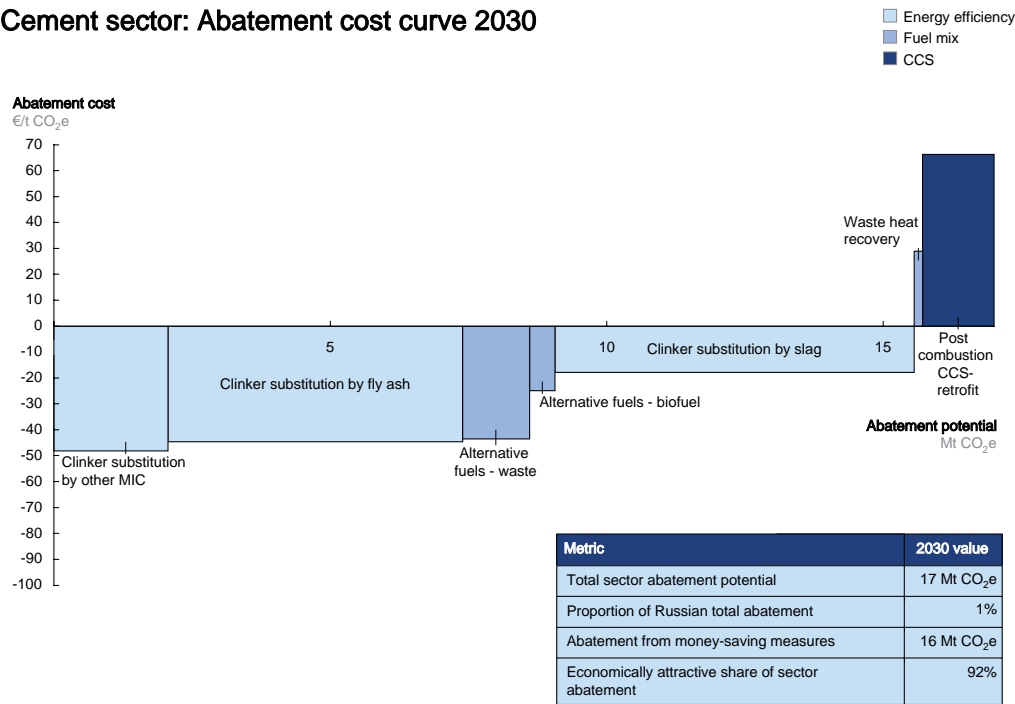 Cement sector: Abatement cost curve 2030
Energy efficiency
Fuel mix
CCS
Abatement cost
€/t CO₂e
70
60
50
40
30
20
10
0
-10
-20
-30
-40
-50
-60
-70
-80
-90
-100
5
10
15
Clinker substitution
by other MIC
Clinker substitution by fly ash
Alternative
fuels - waste
Alternative fuels - biofuel
Clinker substitution by slag
Waste heat
recovery
Post
combustion
CCS-
retrofit
Abatement potential
Mt CO₂e
Metric 2030 value
Total sector abatement potential 17 Mt CO₂e
Proportion of Russian total abatement 1%
Abatement from money-saving measures 16 Mt CO₂e
Economically attractive share of sector 92%
abatement